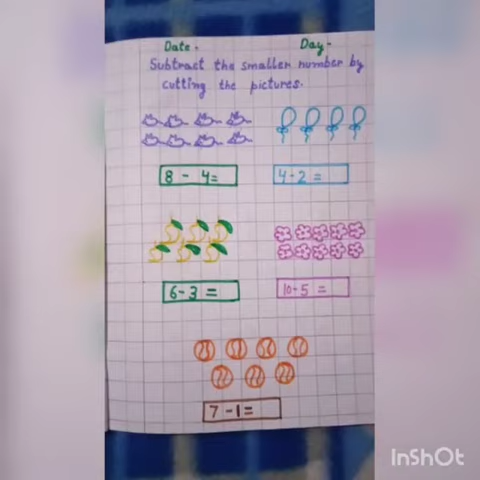 Date - Day -
Subtract the smaller number by
cutting the pictures.
8 - 4=
4-2 =
6-3 =
10-5 =
7 -1=
InShOt